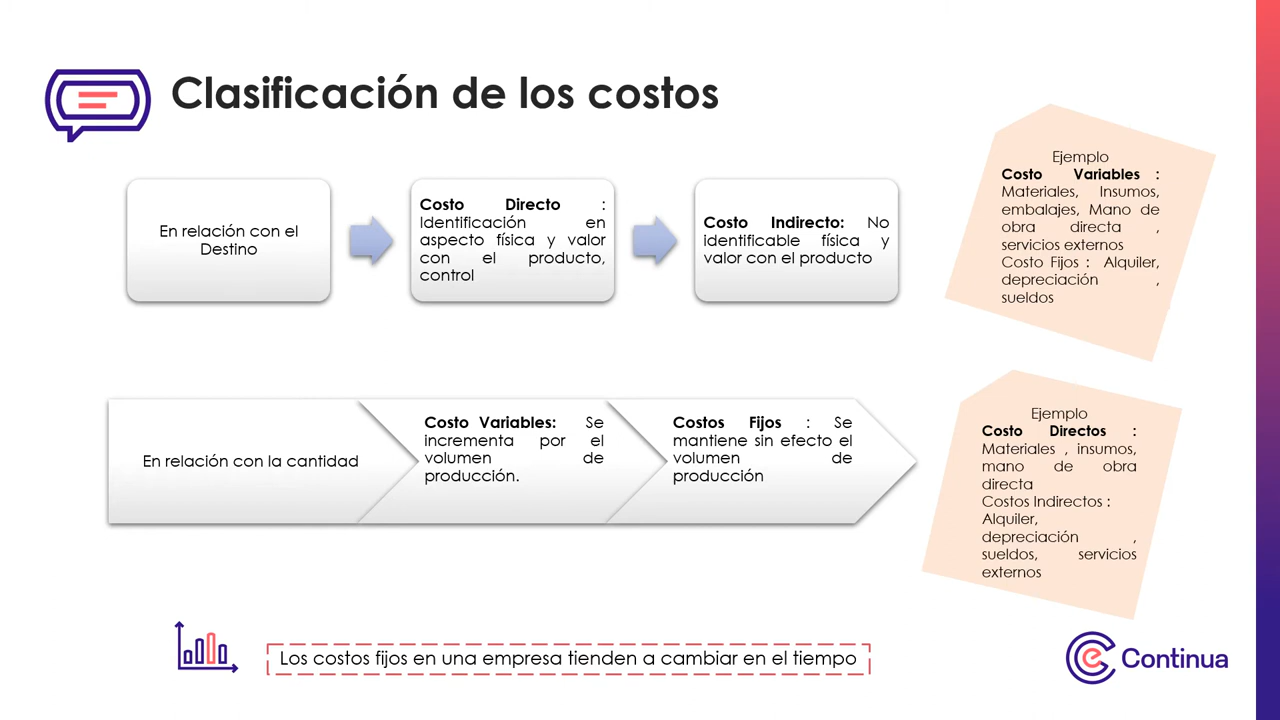 Clasificación de los costos
En relación con el
Destino
Costo Directo :
Identificación en
aspecto física y valor
con el producto,
control
Costo Indirecto: No
identificable física y
valor con el producto
Ejemplo
Costo Variables :
Materiales, Insumos,
embalajes, Mano de
obra directa ,
servicios externos
Costo Fijos : Alquiler,
depreciación ,
sueldos
En relación con la cantidad
Costo Variables: Se
incrementa por el
volumen de
producción.
Costos Fijos : Se
mantiene sin efecto el
volumen de
producción
Ejemplo
Costo Directos :
Materiales , insumos,
mano de obra
directa
Costos Indirectos :
Alquiler,
depreciación ,
sueldos, servicios
externos
Los costos fijos en una empresa tienden a cambiar en el tiempo
Continua